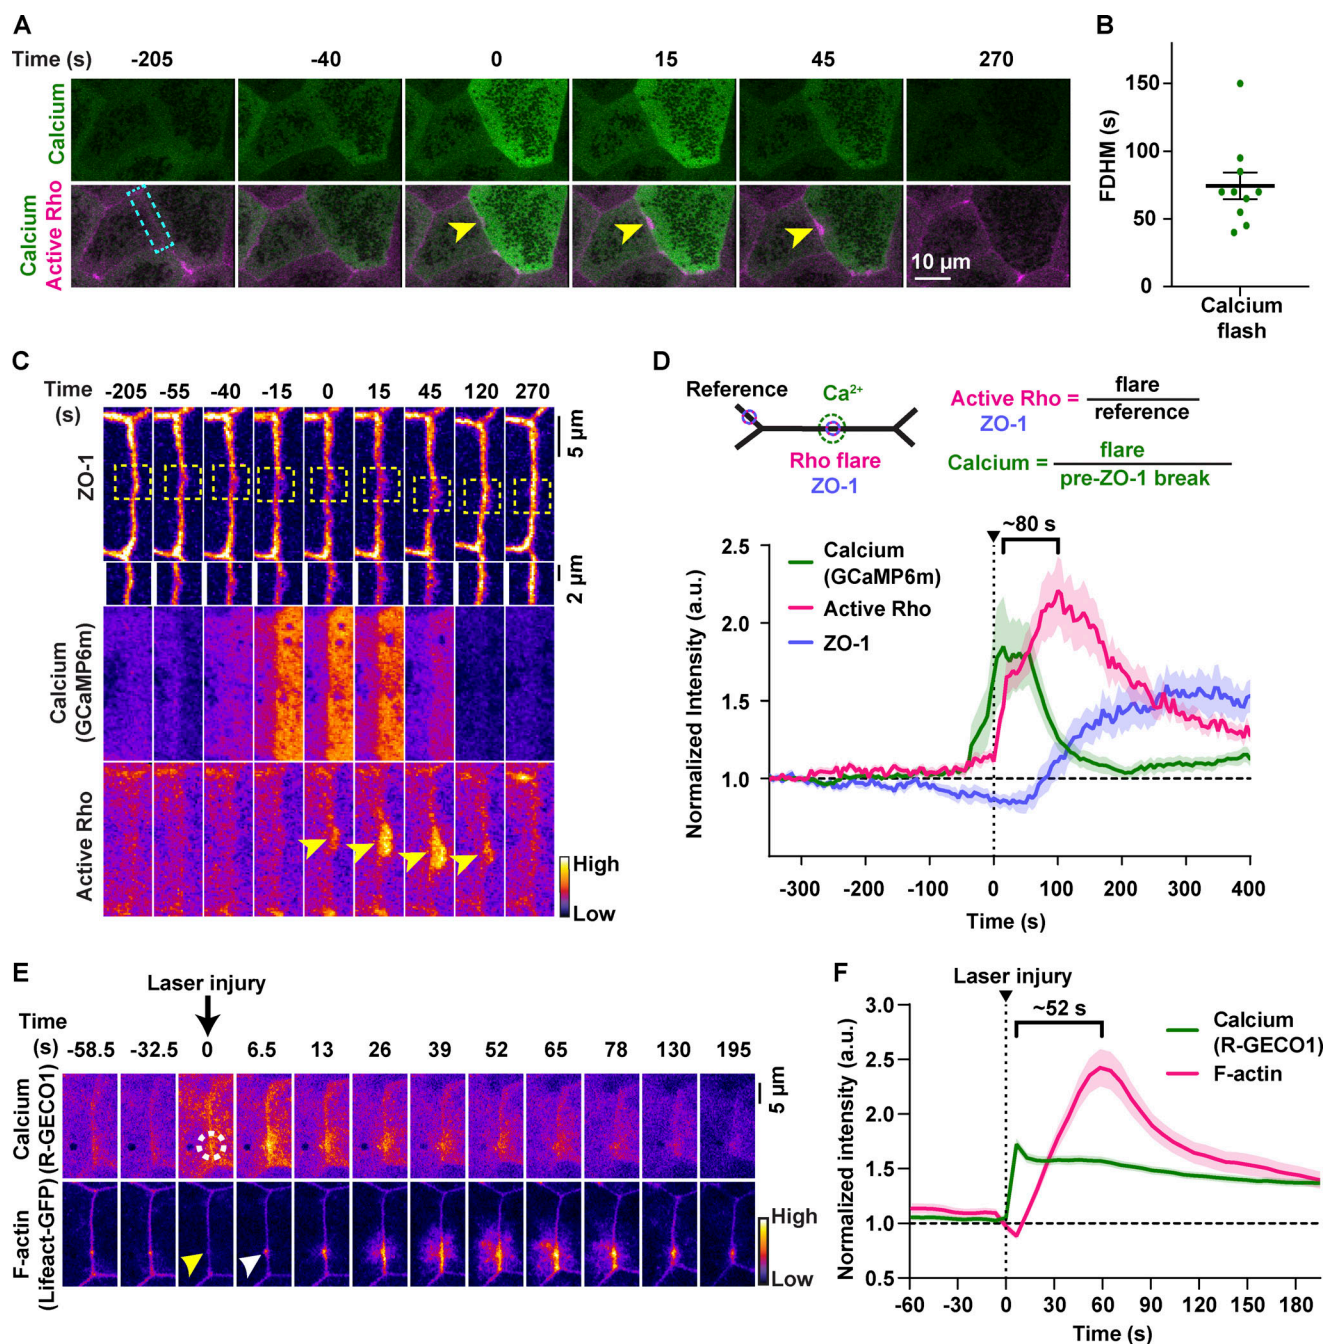 A
Time (s) -205 -40 0 15 45 270
Calcium
Calcium
Active Rho
10 µm
B
FDHM (s)
150
100
50
0
Calcium
flash
C
Time
(s)
-205 -55 -40 -15 0 15 45 120 270
ZO-1
5 µm
2 µm
Calcium
(GCaMP6m)
Active Rho
High
Low
D
Reference
Ca²⁺
Rho flare
ZO-1
Active Rho = flare
ZO-1 reference
Calcium = flare
pre-ZO-1 break
~80 s
Calcium
(GCaMP6m)
Active Rho
ZO-1
Normalized Intensity (a.u.)
2.5
2.0
1.5
1.0
-300 -200 -100 0 100 200 300 400
Time (s)
E
Laser injury
Time
(s)
-58.5 -32.5 0 6.5 13 26 39 52 65 78 130 195
Calcium
(R-GECO1)
5 µm
F-actin
(Lifeact-GFP)
High
Low
F
Laser injury
~52 s
Calcium
(R-GECO1)
F-actin
Normalized intensity (a.u.)
3.0
2.5
2.0
1.5
1.0
0.5
-60 -30 0 30 60 90 120 150 180
Time (s)